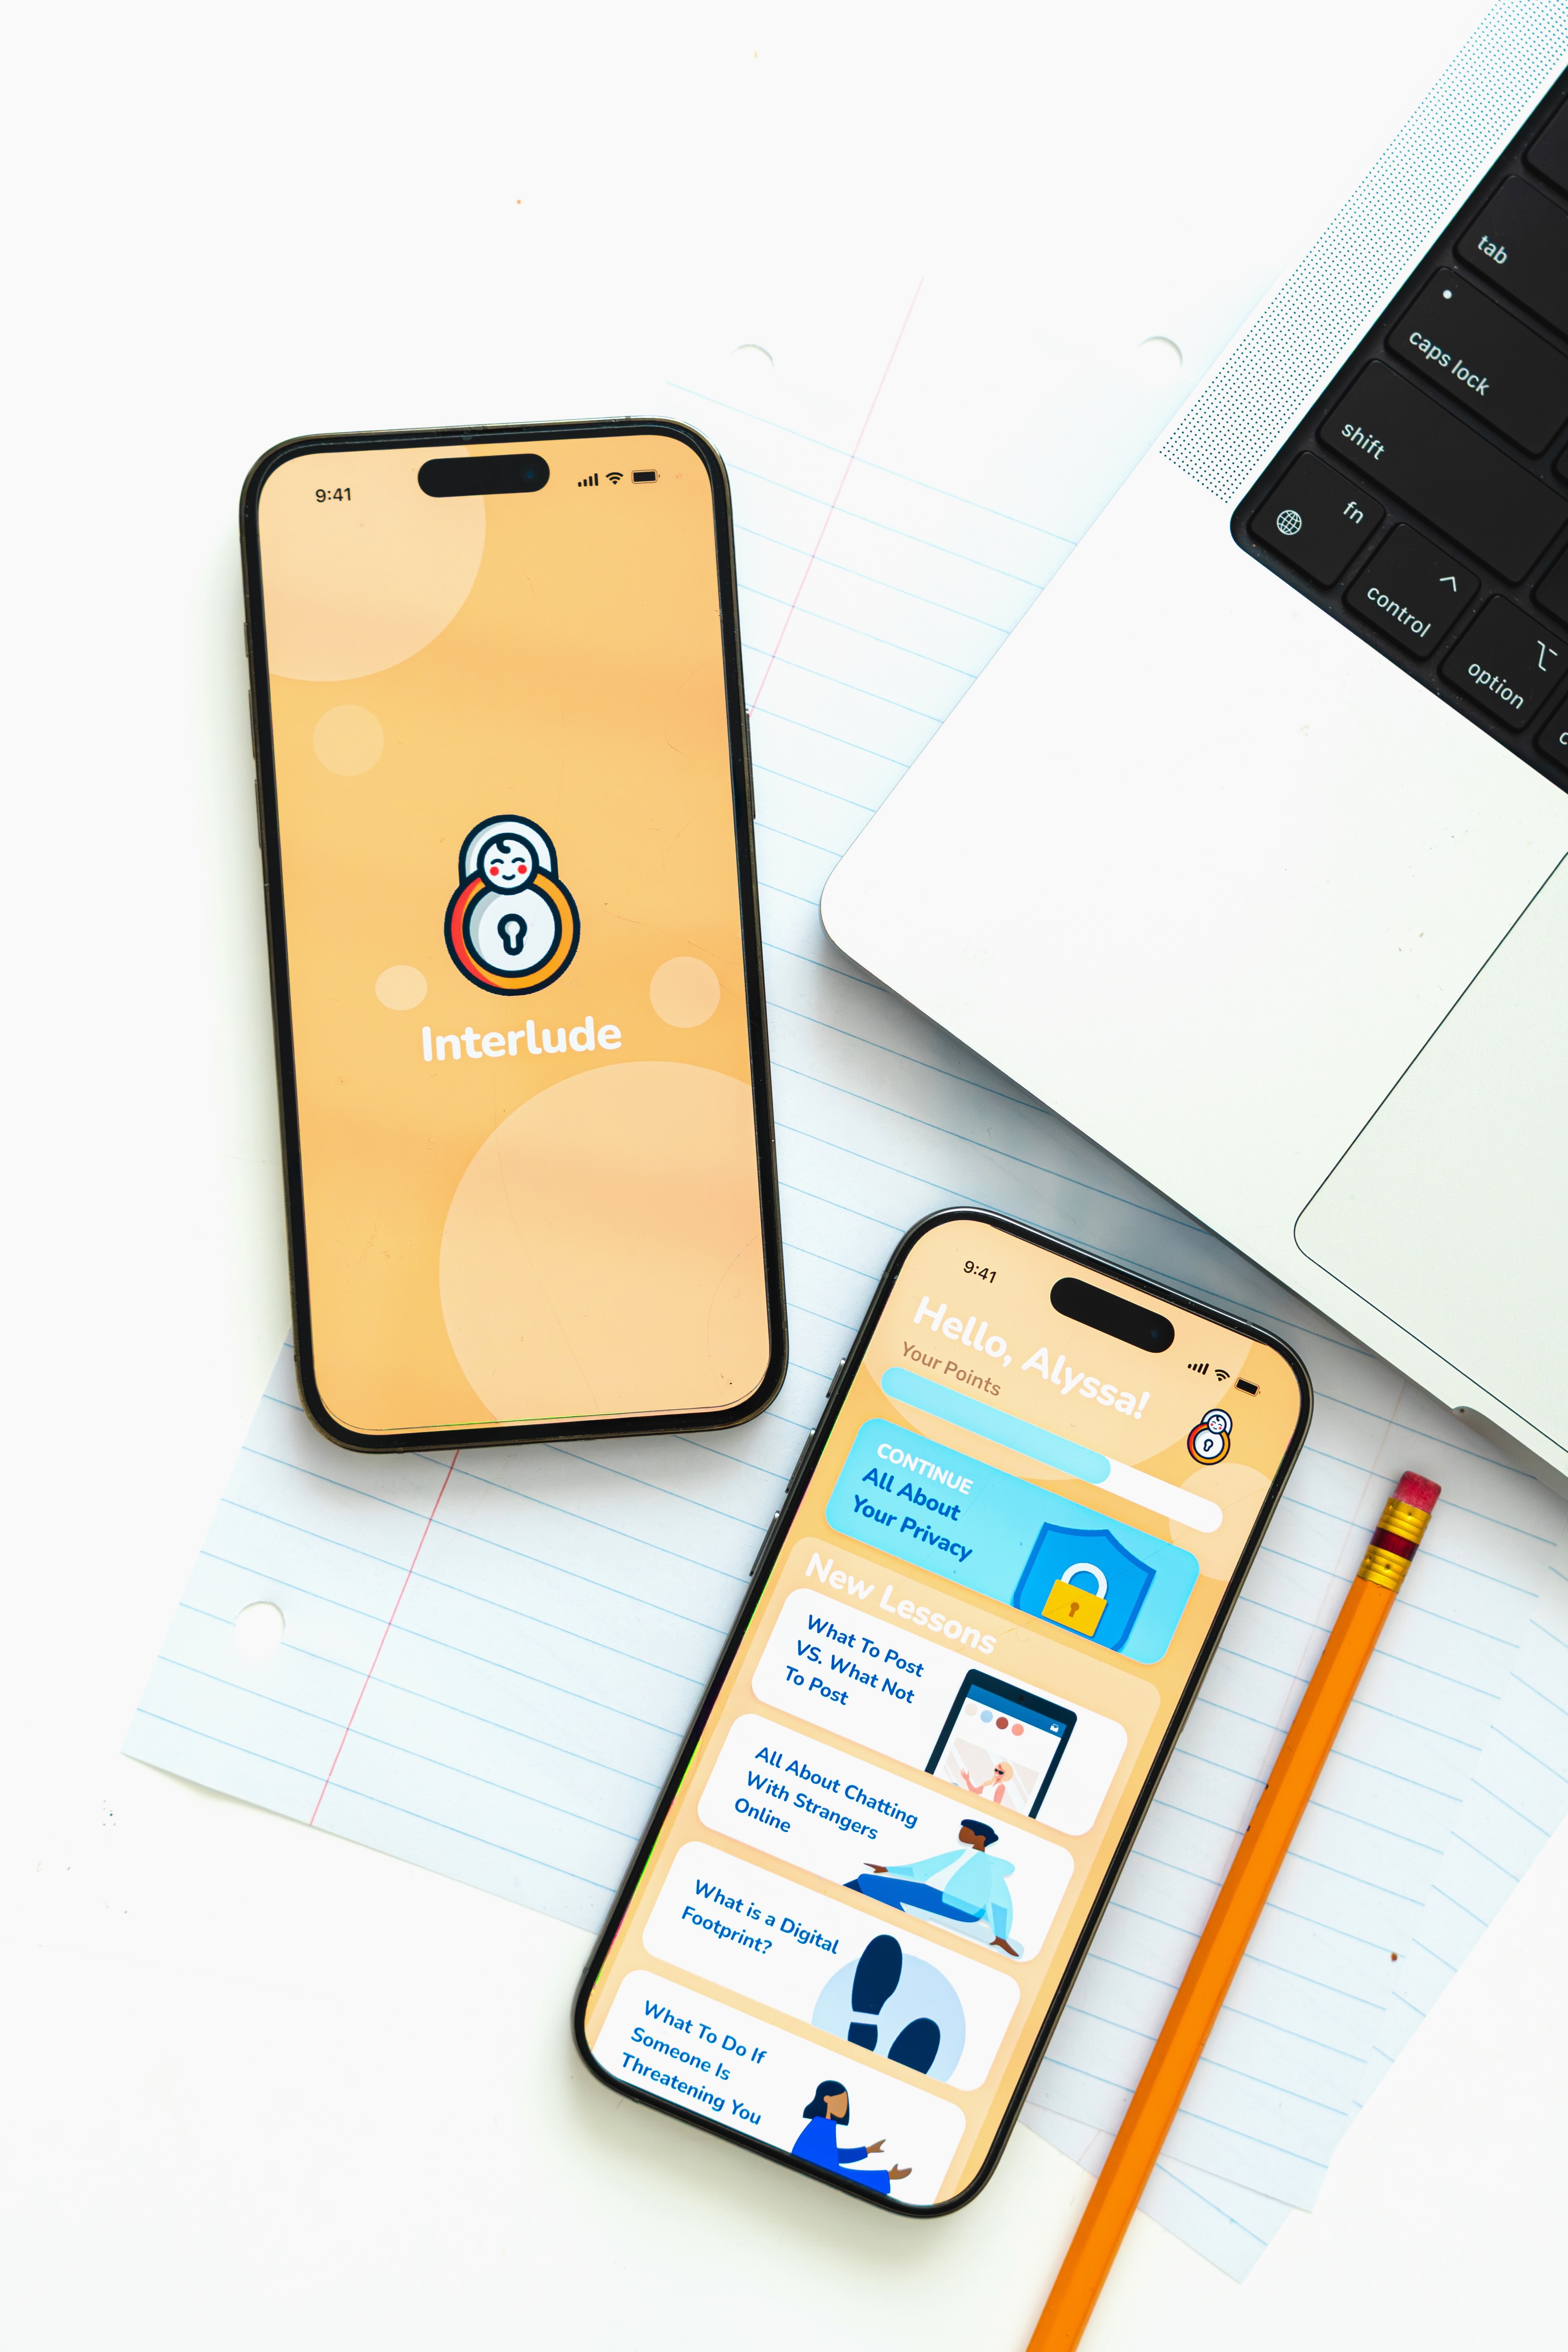 9:41
Interlude
9:41
Hello, Alyssa!
Your Points
CONTINUE
All About
Your Privacy
New Lessons
What To Post
VS. What Not
To Post
All About Chatting
With Strangers
Online
What is a Digital
Footprint?
What To Do If
Someone Is
Threatening You
tab
caps lock
shift
fn
control
option